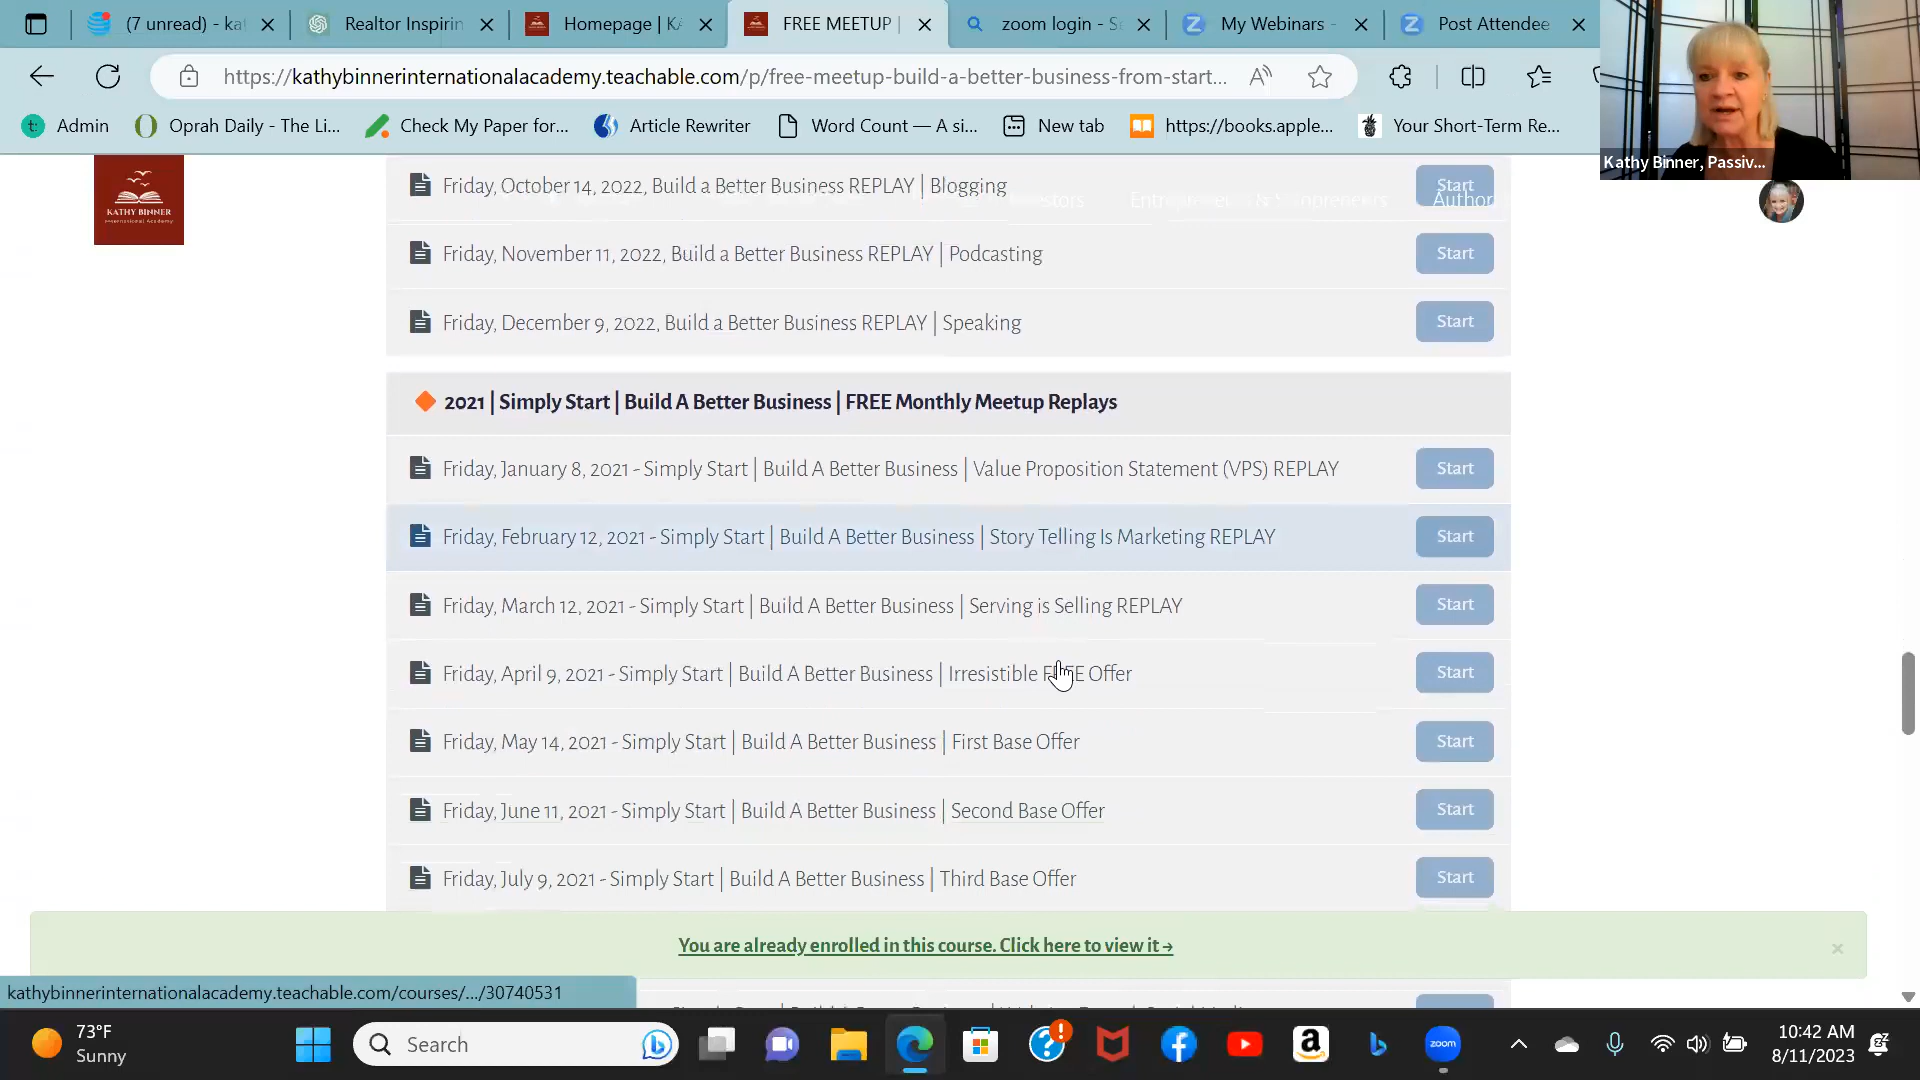 (7 unread) - ka
Realtor Inspirin
Homepage | KA
FREE MEETUP |
zoom login - Se
My Webinars -
Post Attendee
https://kathybinnerinternationalacademy.teachable.com/p/free-meetup-build-a-better-business-from-start...
t: Admin
Oprah Daily - The Li...
Check My Paper for...
Article Rewriter
Word Count — A si...
New tab
https://books.apple...
Your Short-Term Re...
Kathy Binner, Passiv...
KATHY BINNER
International Academy
Investors
Author
Friday, October 14, 2022, Build a Better Business REPLAY | Blogging
Start
Friday, November 11, 2022, Build a Better Business REPLAY | Podcasting
Start
Friday, December 9, 2022, Build a Better Business REPLAY | Speaking
Start
2021 | Simply Start | Build A Better Business | FREE Monthly Meetup Replays
Friday, January 8, 2021 - Simply Start | Build A Better Business | Value Proposition Statement (VPS) REPLAY
Start
Friday, February 12, 2021 - Simply Start | Build A Better Business | Story Telling Is Marketing REPLAY
Start
Friday, March 12, 2021 - Simply Start | Build A Better Business | Serving is Selling REPLAY
Start
Friday, April 9, 2021 - Simply Start | Build A Better Business | Irresistible FREE Offer
Start
Friday, May 14, 2021 - Simply Start | Build A Better Business | First Base Offer
Start
Friday, June 11, 2021 - Simply Start | Build A Better Business | Second Base Offer
Start
Friday, July 9, 2021 - Simply Start | Build A Better Business | Third Base Offer
Start
You are already enrolled in this course. Click here to view it →
kathybinnerinternationalacademy.teachable.com/courses/.../30740531
73°F
Sunny
Search
zoom
10:42 AM
8/11/2023